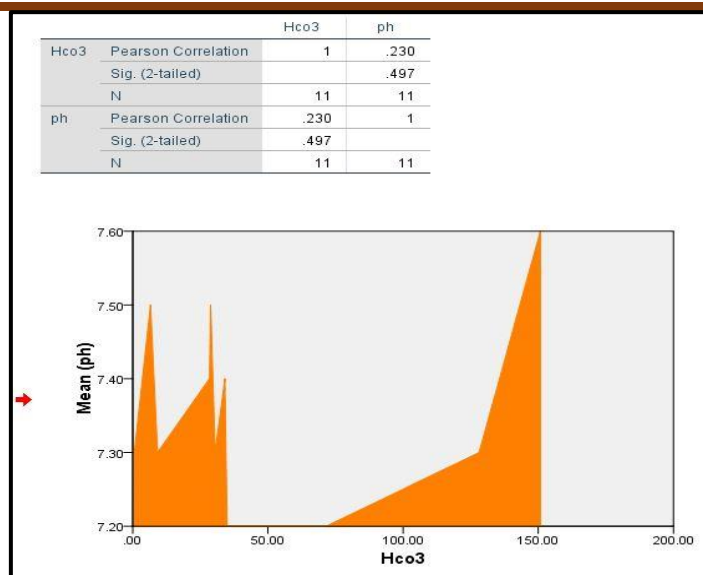 Hco3 ph
Hco3 Pearson Correlation 1 .230
Sig. (2-tailed) .497
N 11 11
ph Pearson Correlation .230 1
Sig. (2-tailed) .497
N 11 11
7.60
7.50
7.40
7.30
7.20
Mean (ph)
.00 50.00 100.00 150.00 200.00
Hco3